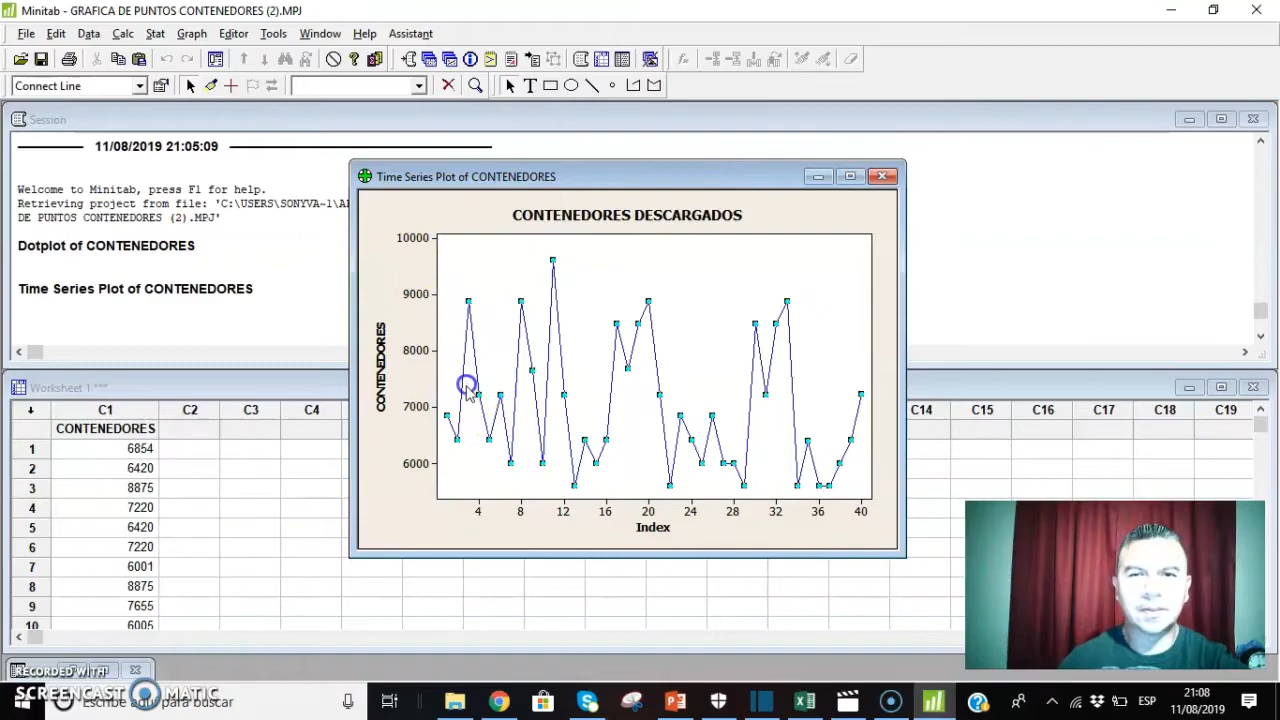 Minitab - GRAFICA DE PUNTOS CONTENEDORES (2).MPJ
File Edit Data Calc Stat Graph Editor Tools Window Help Assistant
Connect Line
Session
11/08/2019 21:05:09
Welcome to Minitab, press F1 for help.
Retrieving project from file: 'C:\USERS\SONYVA~1\A
DE PUNTOS CONTENEDORES (2).MPJ'
Dotplot of CONTENEDORES
Time Series Plot of CONTENEDORES
Time Series Plot of CONTENEDORES
CONTENEDORES DESCARGADOS
CONTENEDORES
10000
9000
8000
7000
6000
4 8 12 16 20 24 28 32 36 40
Index
Worksheet 1 ***
C1 C2 C3 C4 C14 C15 C16 C17 C18 C19
CONTENEDORES
1 6854
2 6420
3 8875
4 7220
5 6420
6 7220
7 6001
8 8875
9 7655
10 6005
RECORDED WITH
SCREENCAST MATIC
Escribe aquí para buscar
ESP
21:08
11/08/2019